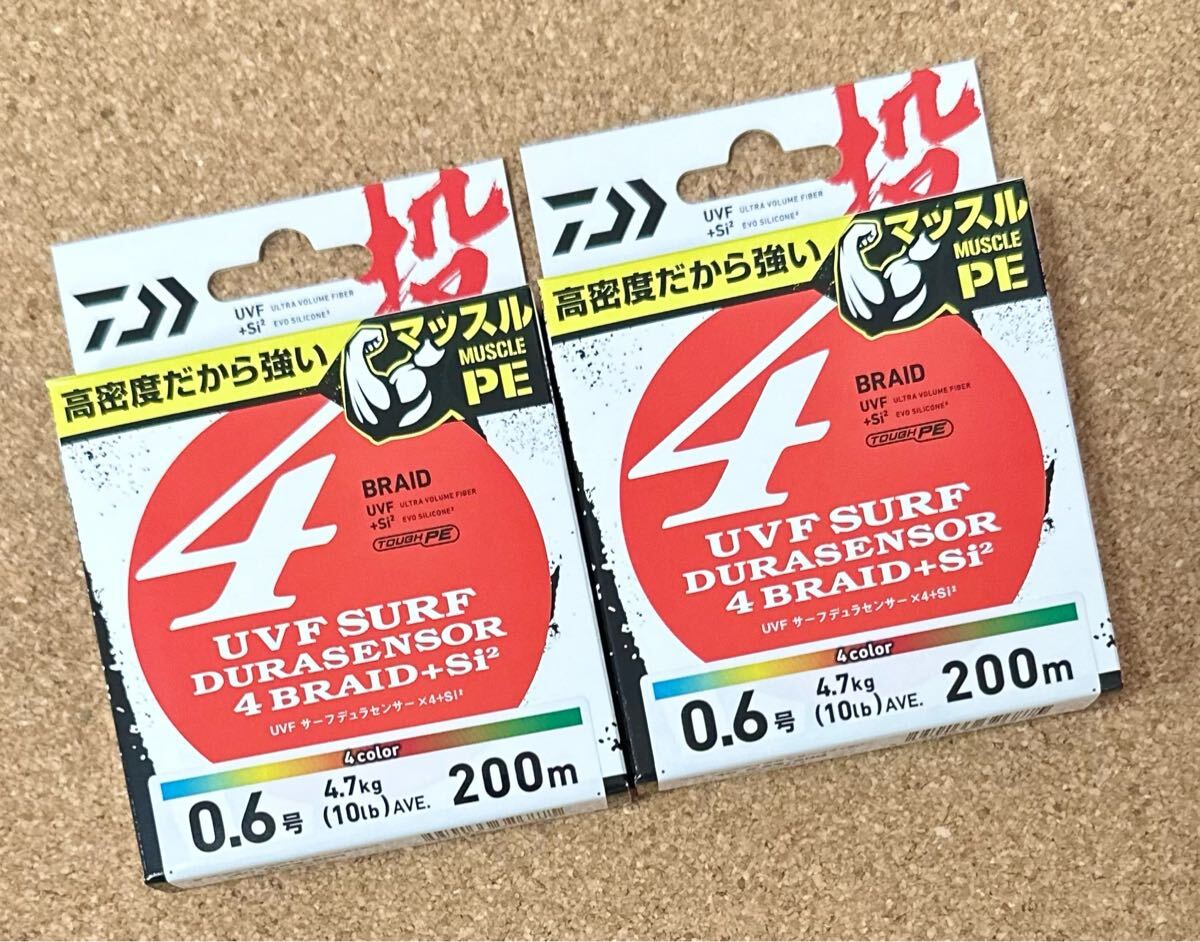 投
UVF ULTRA VOLUME FIBER
+Si² EVO SILICONE²
高密度だから強い
マッスル
MUSCLE
PE
4
BRAID
UVF ULTRA VOLUME FIBER
+Si² EVO SILICONE²
TOUGH PE
UVF SURF
DURASENSOR
4 BRAID+Si²
UVF サーフデュラセンサー×4+Si²
4color
0.6号 4.7kg (10lb) AVE. 200m
投
UVF ULTRA VOLUME FIBER
+Si² EVO SILICONE²
高密度だから強い
マッスル
MUSCLE
PE
4
BRAID
UVF ULTRA VOLUME FIBER
+Si² EVO SILICONE²
TOUGH PE
UVF SURF
DURASENSOR
4 BRAID+Si²
UVF サーフデュラセンサー×4+Si²
4color
0.6号 4.7kg (10lb) AVE. 200m